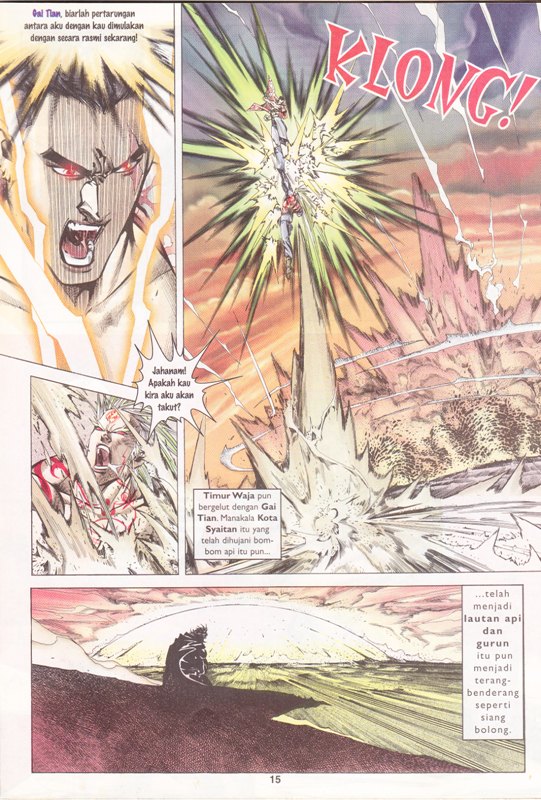 Gai Tian, biarlah pertarungan
antara aku dengan kau dimulakan
dengan secara rasmi sekarang!
KLONG!
Jahanam!
Apakah kau
kira aku akan
takut?
Timur Waja pun
bergelut dengan Gai
Tian. Manakala Kota
Syaitan itu yang
telah dihujani bom-
bom api itu pun...
...telah
menjadi
lautan api
dan
gurun
itu pun
menjadi
terang-
benderang
seperti
siang
bolong.
15